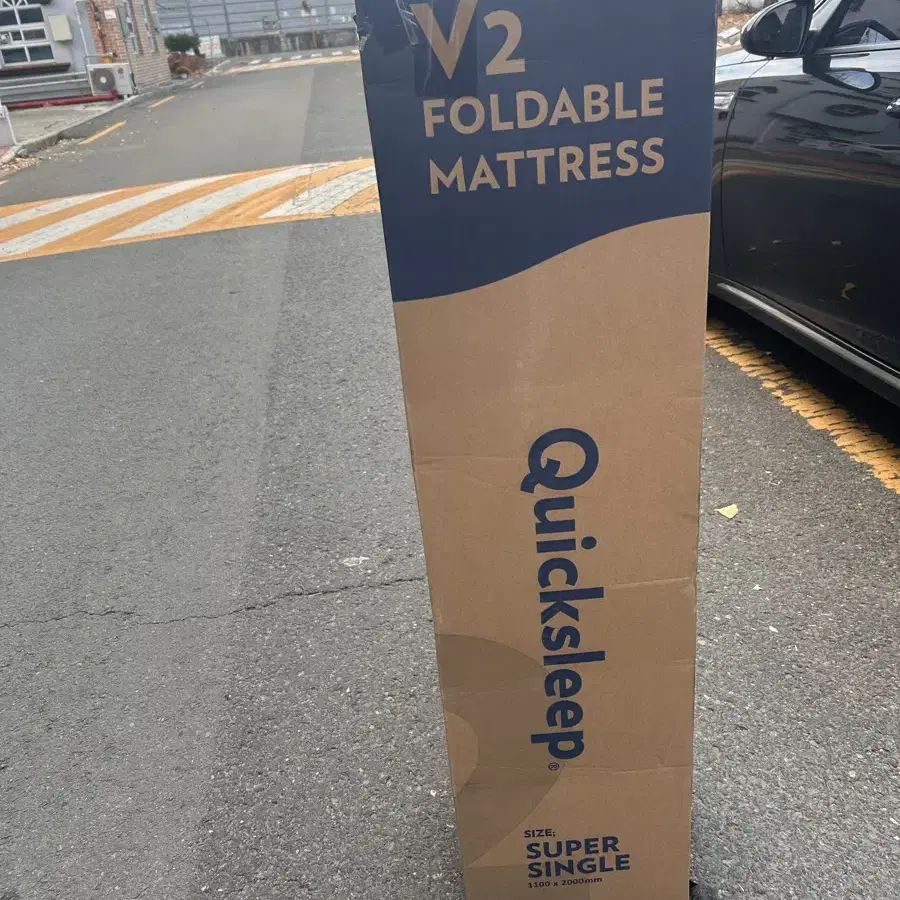 V2
FOLDABLE
MATTRESS
Quicksleep®
SIZE;
SUPER
SINGLE
1100 x 2000mm